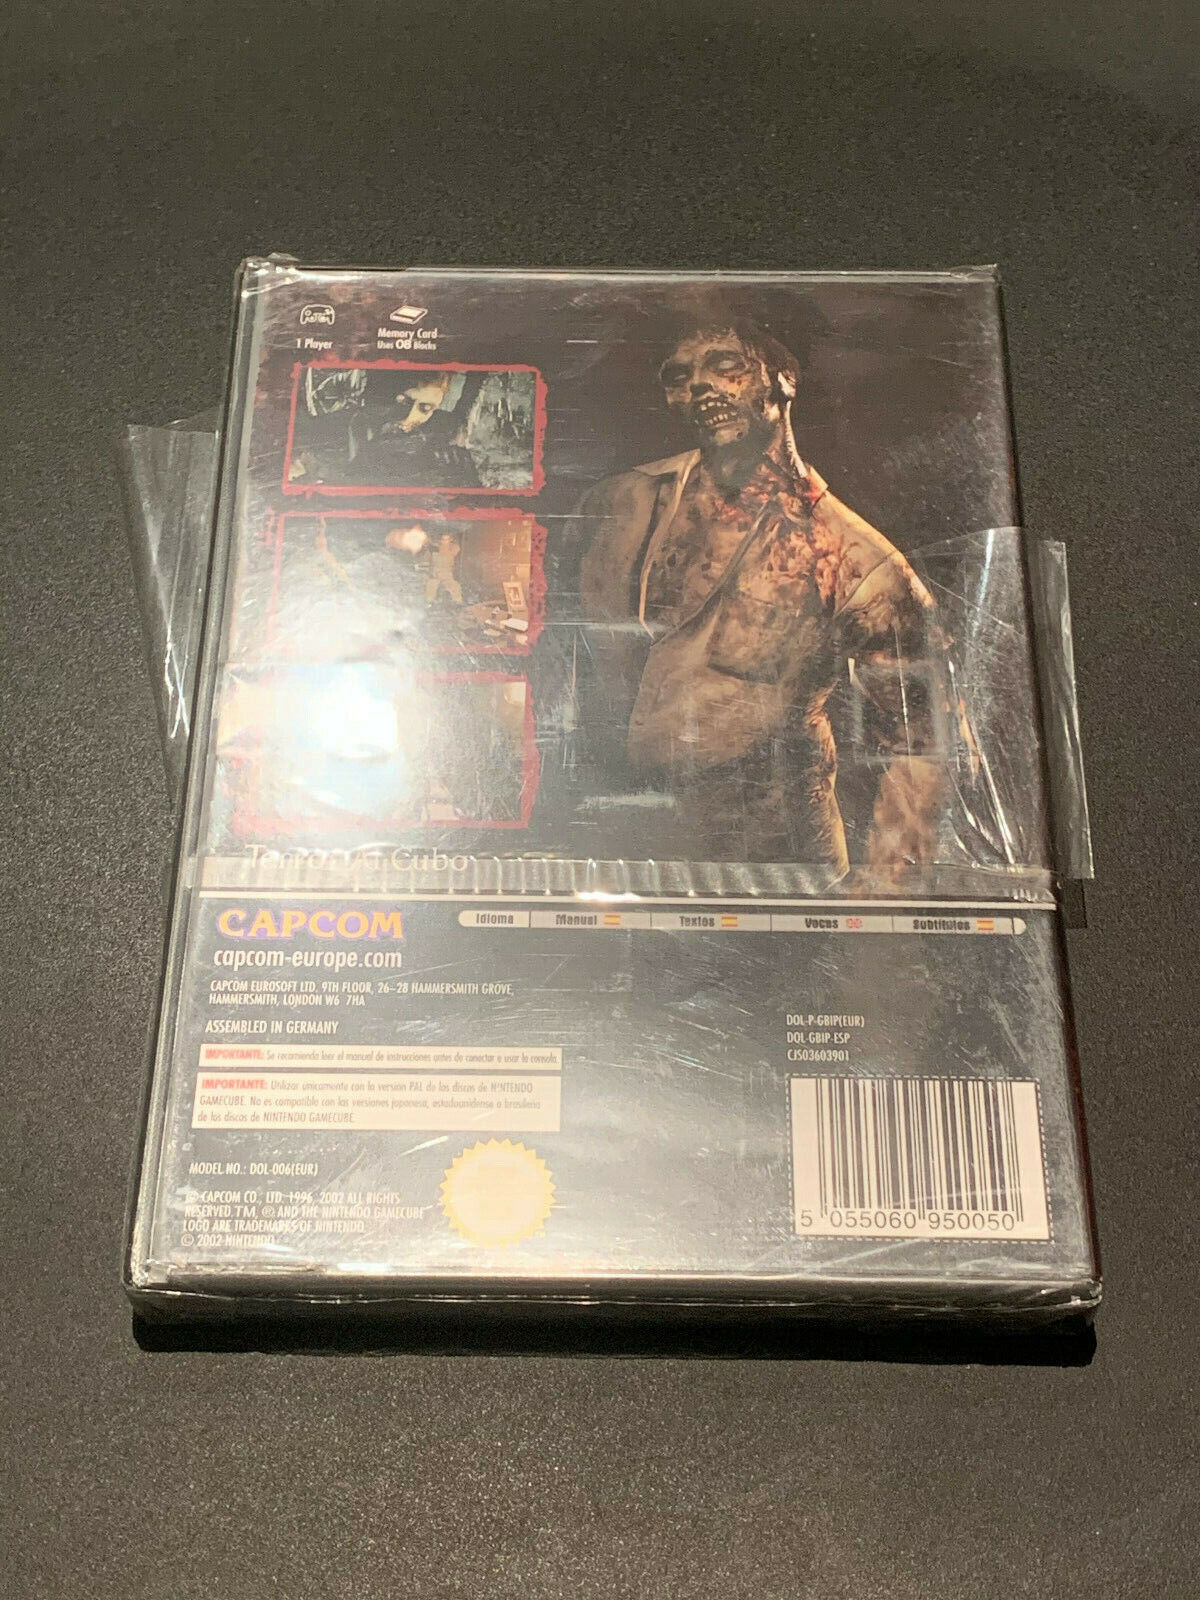 1 Player
Memory Card
Uses 08 Blocks
Terror Al Cubo
CAPCOM
capcom-europe.com
Idioma Manual Textos Voces Subtítulos
CAPCOM EUROSOFT LTD. 9TH FLOOR, 26-28 HAMMERSMITH GROVE,
HAMMERSMITH, LONDON W6 7HA
ASSEMBLED IN GERMANY
DOL-P-GBIP(EUR)
DOL-GBIP-ESP
CJS03603901
IMPORTANTE: Se recomienda leer el manual de instrucciones antes de conectar o usar la consola.
IMPORTANTE: Utilizar unicamente con la version PAL de los discos de NINTENDO
GAMECUBE. No es compatible con las versiones japonesa, estadounidense o brasileña
de los discos de NINTENDO GAMECUBE.
MODEL NO.: DOL-006(EUR)
© CAPCOM CO., LTD. 1996, 2002 ALL RIGHTS
RESERVED.TM, ® AND THE NINTENDO GAMECUBE
LOGO ARE TRADEMARKS OF NINTENDO.
© 2002 NINTENDO
5 055060 950050